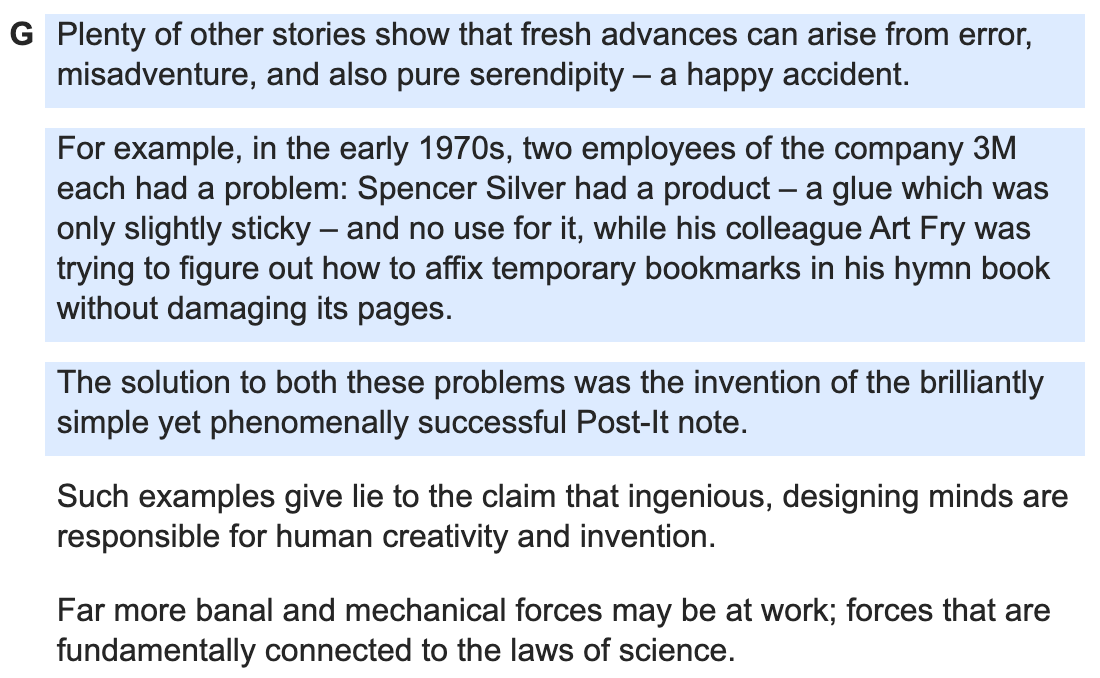 G Plenty of other stories show that fresh advances can arise from error,
misadventure, and also pure serendipity – a happy accident.
For example, in the early 1970s, two employees of the company 3M
each had a problem: Spencer Silver had a product – a glue which was
only slightly sticky – and no use for it, while his colleague Art Fry was
trying to figure out how to affix temporary bookmarks in his hymn book
without damaging its pages.
The solution to both these problems was the invention of the brilliantly
simple yet phenomenally successful Post-It note.
Such examples give lie to the claim that ingenious, designing minds are
responsible for human creativity and invention.
Far more banal and mechanical forces may be at work; forces that are
fundamentally connected to the laws of science.